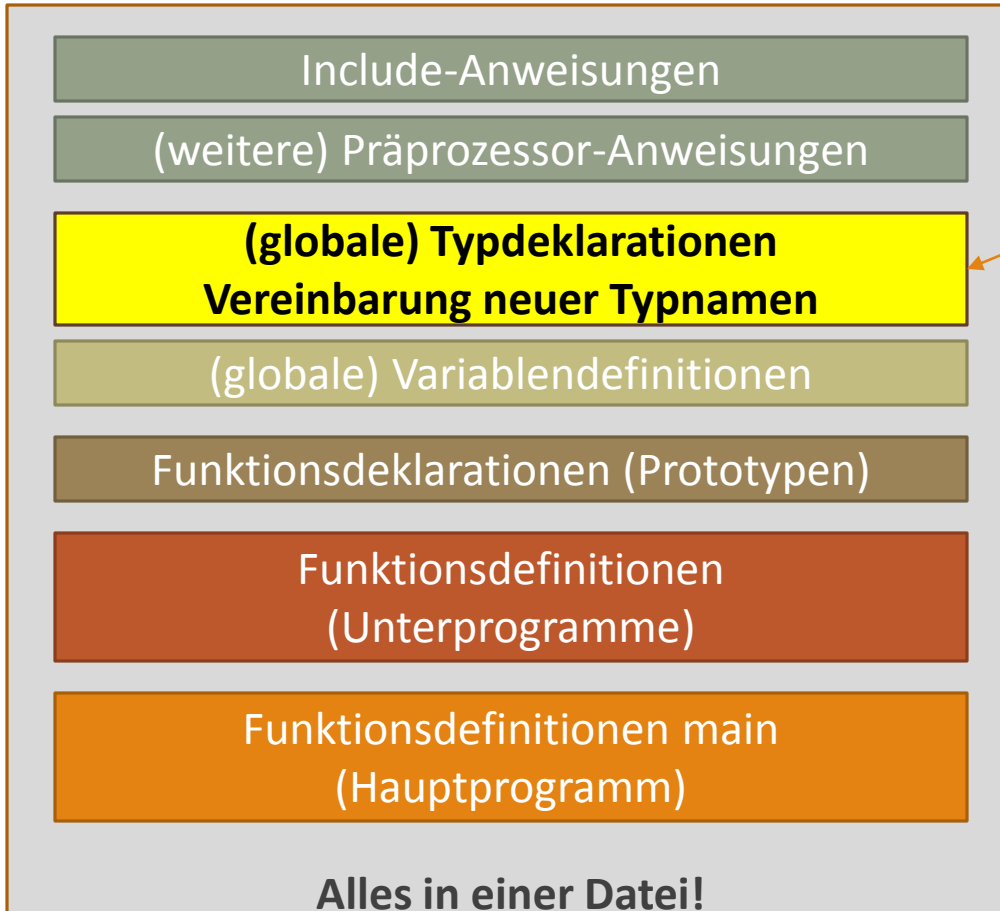 Include-Anweisungen
(weitere) Präprozessor-Anweisungen
(globale) Typdeklarationen
Vereinbarung neuer Typnamen
(globale) Variablendefinitionen
Funktionsdeklarationen (Prototypen)
Funktionsdefinitionen
(Unterprogramme)
Funktionsdefinitionen main
(Hauptprogramm)
Alles in einer Datei!